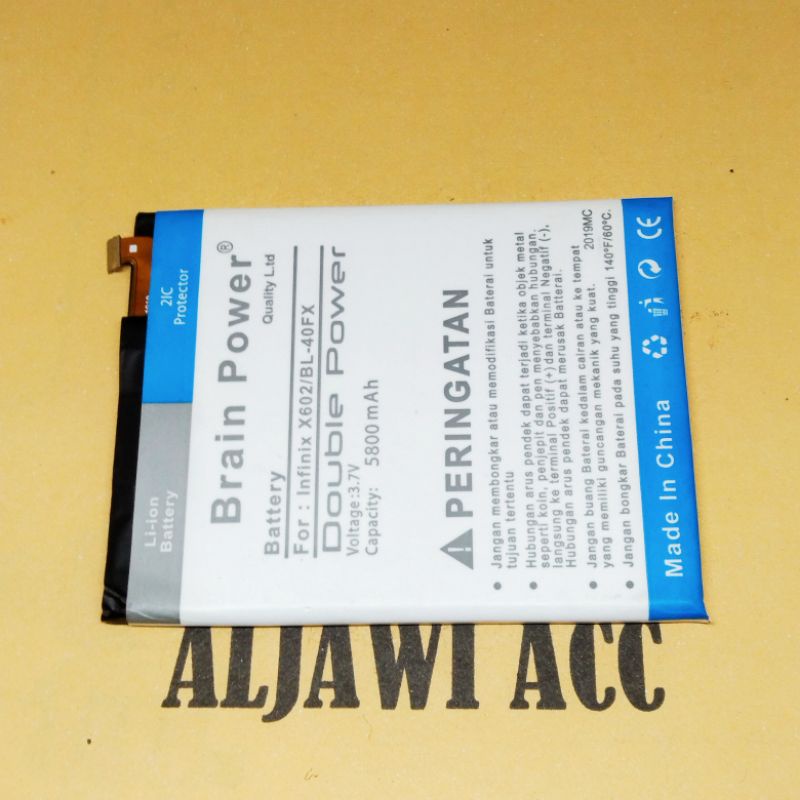 2IC
Protector
Li-ion
Battery
Brain Power®
Quality Ltd
Battery
For : Infinix X602/BL-40FX
Double Power
Voltage:3.7V
Capacity: 5800 mAh
PERINGATAN
• Jangan membongkar atau memodifikasi Baterai untuk
tujuan tertentu
• Hubungan arus pendek dapat terjadi ketika objek metal
seperti koin, penjepit dan pen menyebabkan hubungan,
langsung ke terminal Positif (+) dan terminal Negatif (-),
Hubungan arus pendek dapat merusak Batterai.
• Jangan buang Baterai kedalam cairan atau ke tempat
yang memiliki guncangan mekanik yang kuat. 2019MC
• Jangan bongkar Baterai pada suhu yang tinggi 140°F/60°C.
Made In China
CE
ALJAWI ACC